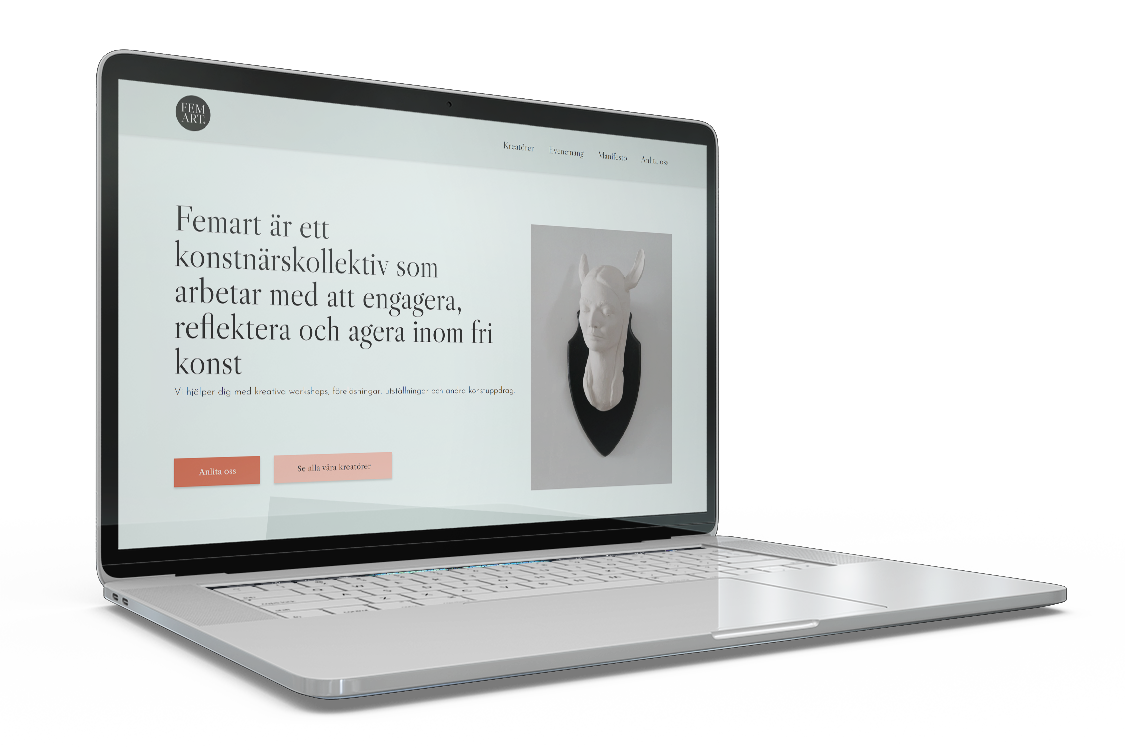 FEM
ART.
Kreatörer Evenemang Manifesto Anlita oss
Femart är ett
konstnärskollektiv som
arbetar med att engagera,
reflektera och agera inom fri
konst
Vi hjälper dig med kreativa workshops, föreläsningar, utställningar och andra konstuppdrag.
Anlita oss
Se alla våra kreatörer